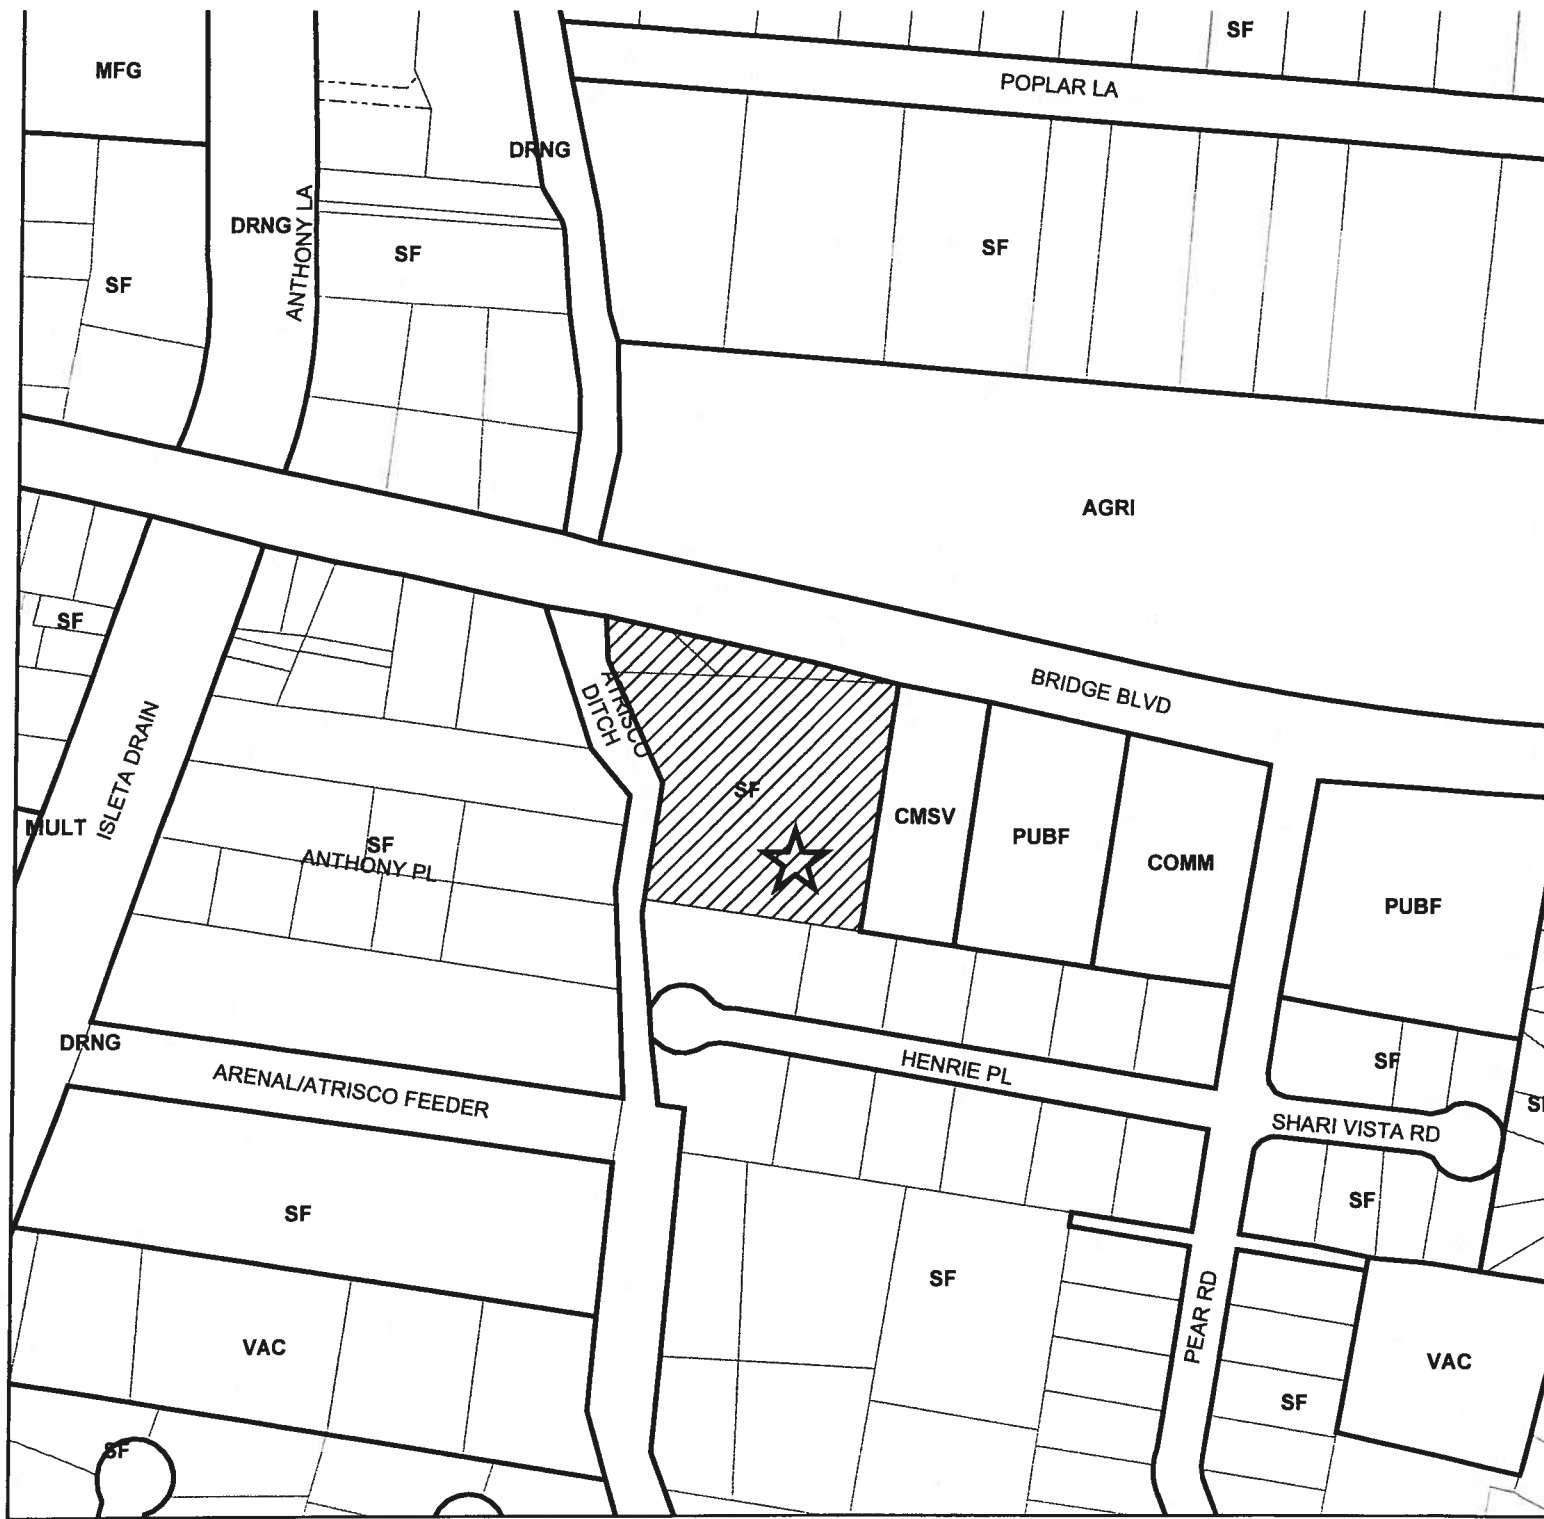 SF
MFG
POPLAR LA
DRNG
DRNG
ANTHONY LA
SF
SF
SF
AGRI
SF
ATRISCO
DITCH
BRIDGE BLVD
ISLETA DRAIN
SF
MULT
SF
ANTHONY PL
CMSV
PUBF
COMM
PUBF
DRNG
HENRIE PL
SF
ARENAL/ATRISCO FEEDER
SHARI VISTA RD
SF
SF
SF
PEAR RD
VAC
VAC
SF
SF